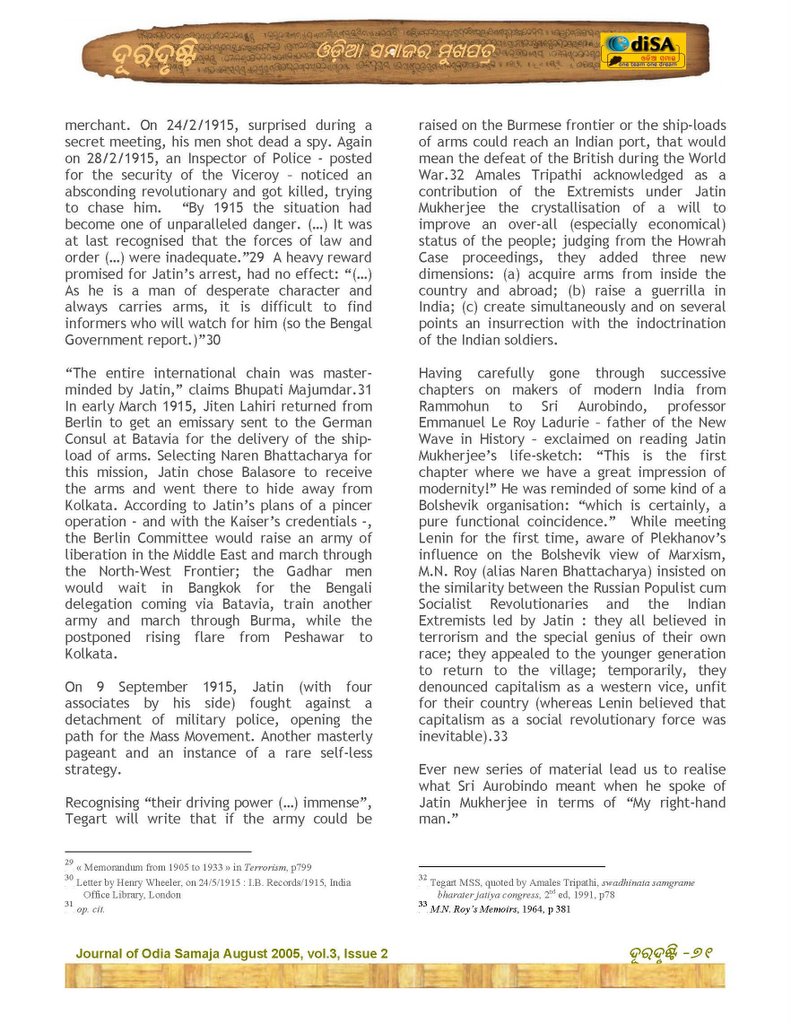 ଦୂରଦୃଷ୍ଟି
ଓଡ଼ିଆ ସମାଜର ମୁଖପତ୍ର
diSA
ଓଡ଼ିଆ ସମାଜ
one team one dream
merchant. On 24/2/1915, surprised during a
secret meeting, his men shot dead a spy. Again
on 28/2/1915, an Inspector of Police - posted
for the security of the Viceroy – noticed an
absconding revolutionary and got killed, trying
to chase him. “By 1915 the situation had
become one of unparalleled danger. (…) It was
at last recognised that the forces of law and
order (…) were inadequate.”29 A heavy reward
promised for Jatin’s arrest, had no effect: “(…)
As he is a man of desperate character and
always carries arms, it is difficult to find
informers who will watch for him (so the Bengal
Government report.)”30
“The entire international chain was master-
minded by Jatin,” claims Bhupati Majumdar.31
In early March 1915, Jiten Lahiri returned from
Berlin to get an emissary sent to the German
Consul at Batavia for the delivery of the ship-
load of arms. Selecting Naren Bhattacharya for
this mission, Jatin chose Balasore to receive
the arms and went there to hide away from
Kolkata. According to Jatin’s plans of a pincer
operation - and with the Kaiser’s credentials -,
the Berlin Committee would raise an army of
liberation in the Middle East and march through
the North-West Frontier; the Gadhar men
would wait in Bangkok for the Bengali
delegation coming via Batavia, train another
army and march through Burma, while the
postponed rising flare from Peshawar to
Kolkata.
On 9 September 1915, Jatin (with four
associates by his side) fought against a
detachment of military police, opening the
path for the Mass Movement. Another masterly
pageant and an instance of a rare self-less
strategy.
Recognising “their driving power (…) immense”,
Tegart will write that if the army could be
29 « Memorandum from 1905 to 1933 » in Terrorism, p799
30 Letter by Henry Wheeler, on 24/5/1915 : I.B. Records/1915, India
Office Library, London
31 op. cit.
raised on the Burmese frontier or the ship-loads
of arms could reach an Indian port, that would
mean the defeat of the British during the World
War.32 Amales Tripathi acknowledged as a
contribution of the Extremists under Jatin
Mukherjee the crystallisation of a will to
improve an over-all (especially economical)
status of the people; judging from the Howrah
Case proceedings, they added three new
dimensions: (a) acquire arms from inside the
country and abroad; (b) raise a guerrilla in
India; (c) create simultaneously and on several
points an insurrection with the indoctrination
of the Indian soldiers.
Having carefully gone through successive
chapters on makers of modern India from
Rammohun to Sri Aurobindo, professor
Emmanuel Le Roy Ladurie – father of the New
Wave in History – exclaimed on reading Jatin
Mukherjee’s life-sketch: “This is the first
chapter where we have a great impression of
modernity!” He was reminded of some kind of a
Bolshevik organisation: “which is certainly, a
pure functional coincidence.” While meeting
Lenin for the first time, aware of Plekhanov’s
influence on the Bolshevik view of Marxism,
M.N. Roy (alias Naren Bhattacharya) insisted on
the similarity between the Russian Populist cum
Socialist Revolutionaries and the Indian
Extremists led by Jatin : they all believed in
terrorism and the special genius of their own
race; they appealed to the younger generation
to return to the village; temporarily, they
denounced capitalism as a western vice, unfit
for their country (whereas Lenin believed that
capitalism as a social revolutionary force was
inevitable).33
Ever new series of material lead us to realise
what Sri Aurobindo meant when he spoke of
Jatin Mukherjee in terms of “My right-hand
man.”
32 Tegart MSS, quoted by Amales Tripathi, swadhinata samgrame
bharater jatiya congress, 2nd ed, 1991, p78
33 M.N. Roy’s Memoirs, 1964, p 381
Journal of Odia Samaja August 2005, vol.3, Issue 2
ଦୂରଦୃଷ୍ଟି -୭୧